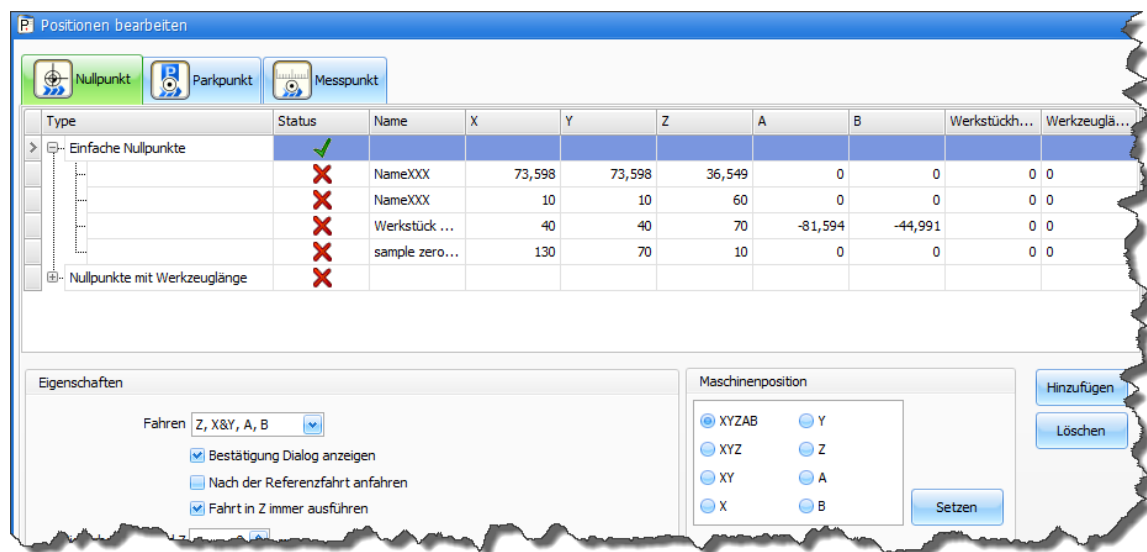 Positionen bearbeiten
Nullpunkt Parkpunkt Messpunkt
Type Status Name X Y Z A B Werkstückh... Werkzeuglä...
Einfache Nullpunkte
NameXXX 73,598 73,598 36,549 0 0 0 0
NameXXX 10 10 60 0 0 0 0
Werkstück ... 40 40 70 -81,594 -44,991 0 0
sample zero... 130 70 10 0 0 0 0
Nullpunkte mit Werkzeuglänge
Eigenschaften
Fahren Z, X&Y, A, B
Bestätigung Dialog anzeigen
Nach der Referenzfahrt anfahren
Fahrt in Z immer ausführen
Maschinenposition
XYZAB Y
XYZ Z
XY A
X B
Setzen
Hinzufügen
Löschen